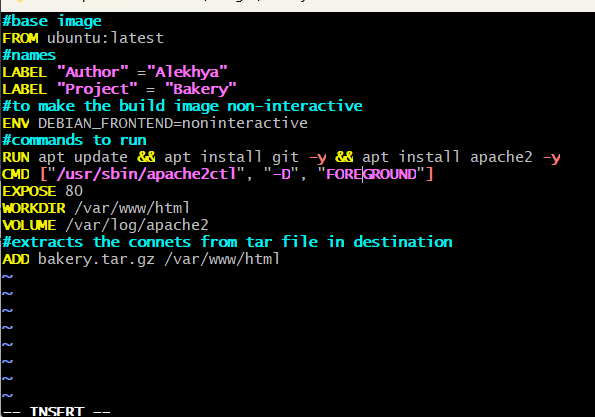 #base image
FROM ubuntu:latest
#names
LABEL "Author" ="Alekhya"
LABEL "Project" = "Bakery"
#to make the build image non-interactive
ENV DEBIAN_FRONTEND=noninteractive
#commands to run
RUN apt update && apt install git -y && apt install apache2 -y
CMD ["/usr/sbin/apache2ctl", "-D", "FOREGROUND"]
EXPOSE 80
WORKDIR /var/www/html
VOLUME /var/log/apache2
#extracts the connets from tar file in destination
ADD bakery.tar.gz /var/www/html
~
~
~
~
~
~
~
~
-- INSERT --